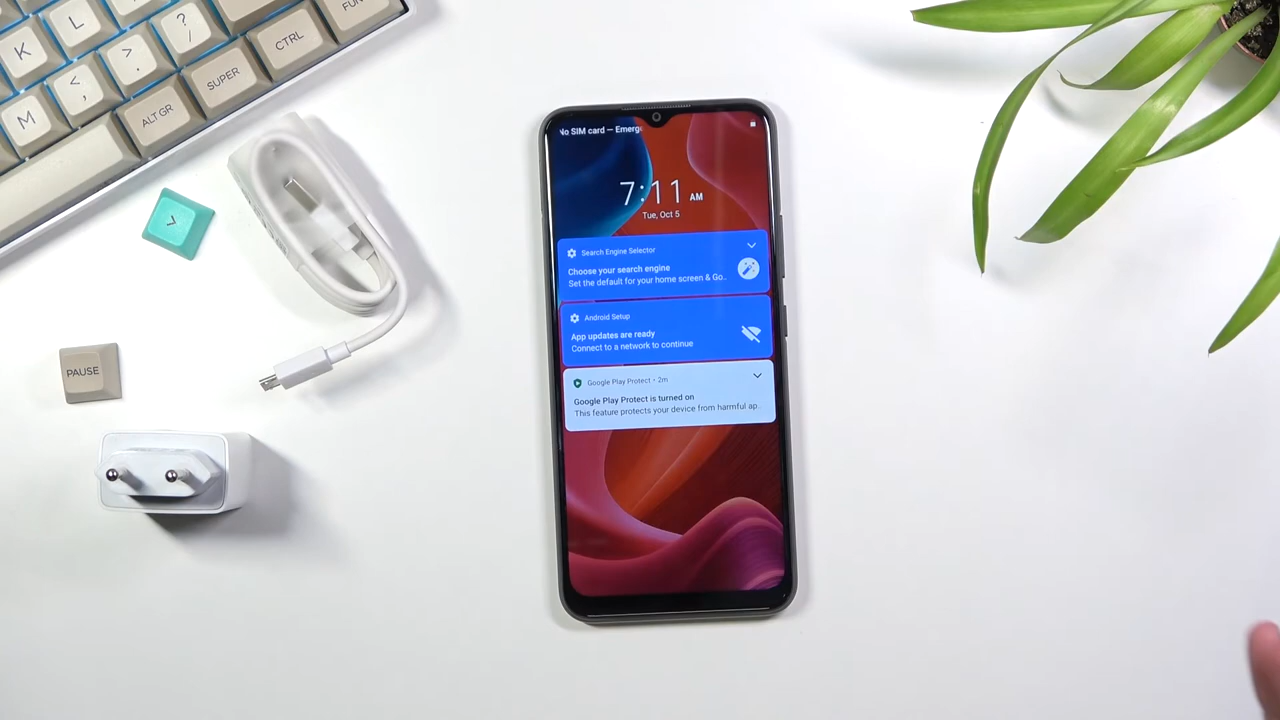 K
L
:
;
?
/
CTRL
FUN
M
<
,
>
.
ALT GR
SUPER
>
PAUSE
No SIM card — Emerg
7:11 AM
Tue, Oct 5
Search Engine Selector
Choose your search engine
Set the default for your home screen & Go..
Android Setup
App updates are ready
Connect to a network to continue
Google Play Protect • 2m
Google Play Protect is turned on
This feature protects your device from harmful ap..